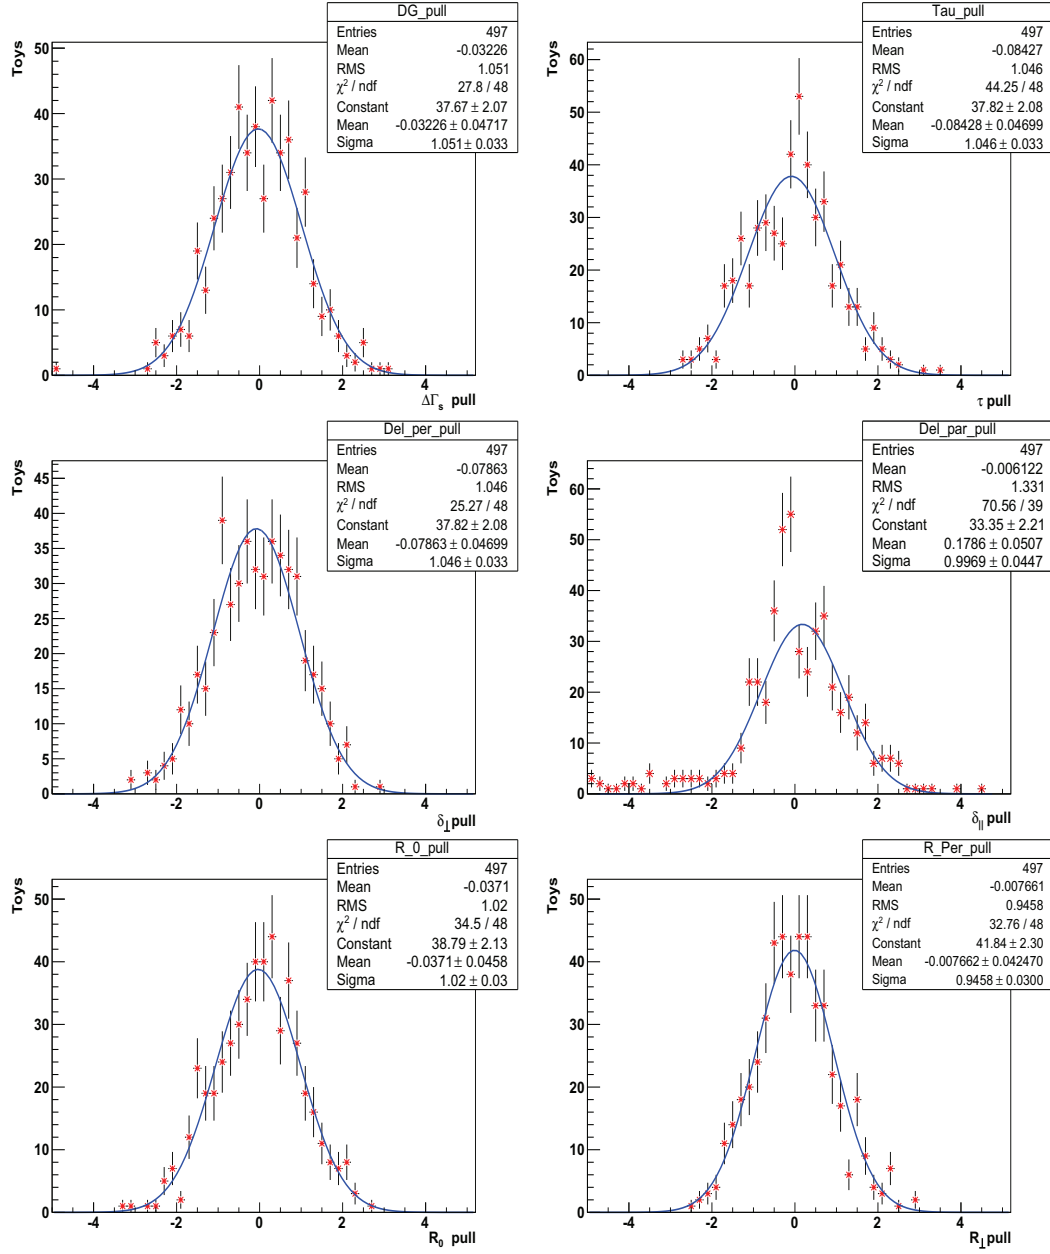 DG_pull
Entries 497
Mean -0.03226
RMS 1.051
χ² / ndf 27.8 / 48
Constant 37.67 ± 2.07
Mean -0.03226 ± 0.04717
Sigma 1.051 ± 0.033
Toys
50
40
30
20
10
0
-4 -2 0 2 4
ΔΓs pull
Tau_pull
Entries 497
Mean -0.08427
RMS 1.046
χ² / ndf 44.25 / 48
Constant 37.82 ± 2.08
Mean -0.08428 ± 0.04699
Sigma 1.046 ± 0.033
Toys
60
50
40
30
20
10
0
-4 -2 0 2 4
τ pull
Del_per_pull
Entries 497
Mean -0.07863
RMS 1.046
χ² / ndf 25.27 / 48
Constant 37.82 ± 2.08
Mean -0.07863 ± 0.04699
Sigma 1.046 ± 0.033
Toys
45
40
35
30
25
20
15
10
5
0
-4 -2 0 2 4
δ⊥ pull
Del_par_pull
Entries 497
Mean -0.006122
RMS 1.331
χ² / ndf 70.56 / 39
Constant 33.35 ± 2.21
Mean 0.1786 ± 0.0507
Sigma 0.9969 ± 0.0447
Toys
60
50
40
30
20
10
0
-4 -2 0 2 4
δ|| pull
R_0_pull
Entries 497
Mean -0.0371
RMS 1.02
χ² / ndf 34.5 / 48
Constant 38.79 ± 2.13
Mean -0.0371 ± 0.0458
Sigma 1.02 ± 0.03
Toys
50
40
30
20
10
0
-4 -2 0 2 4
R0 pull
R_Per_pull
Entries 497
Mean -0.007661
RMS 0.9458
χ² / ndf 32.76 / 48
Constant 41.84 ± 2.30
Mean -0.007662 ± 0.042470
Sigma 0.9458 ± 0.0300
Toys
50
40
30
20
10
0
-4 -2 0 2 4
R⊥ pull